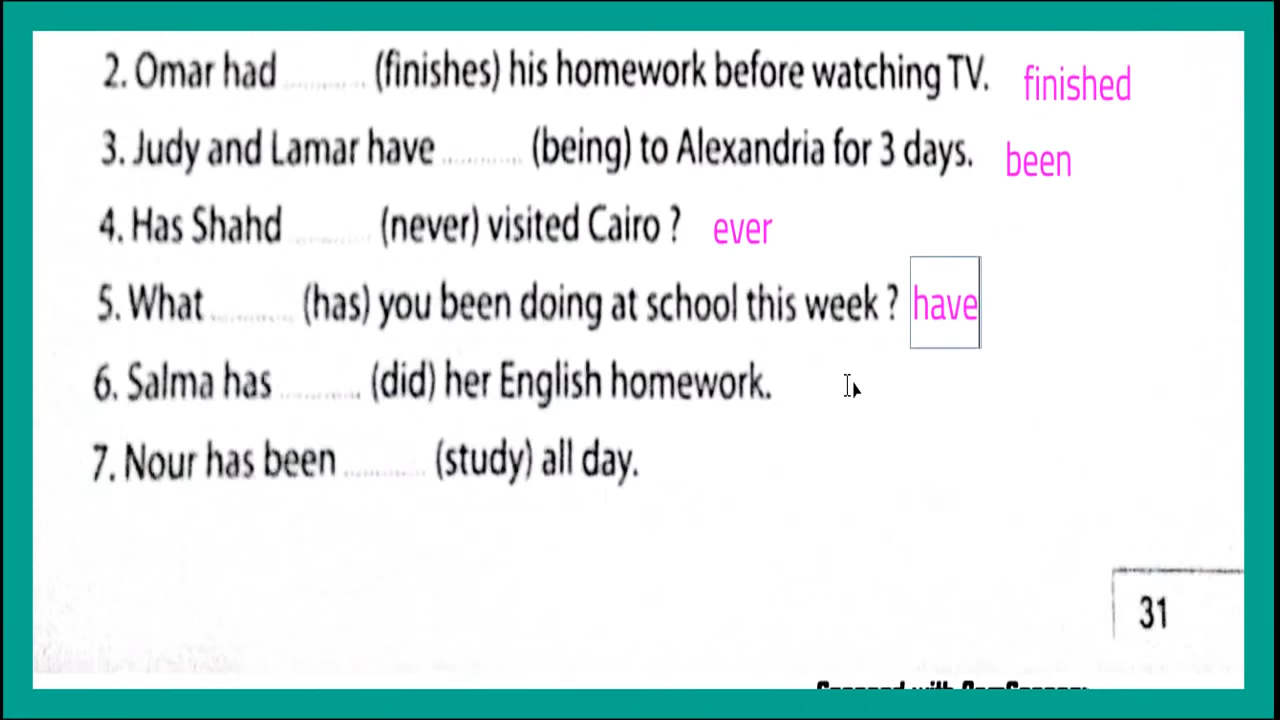 2. Omar had ......... (finishes) his homework before watching TV. finished
3. Judy and Lamar have ......... (being) to Alexandria for 3 days. been
4. Has Shahd ......... (never) visited Cairo ? ever
5. What ......... (has) you been doing at school this week ? have
6. Salma has ......... (did) her English homework.
7. Nour has been ......... (study) all day.
31